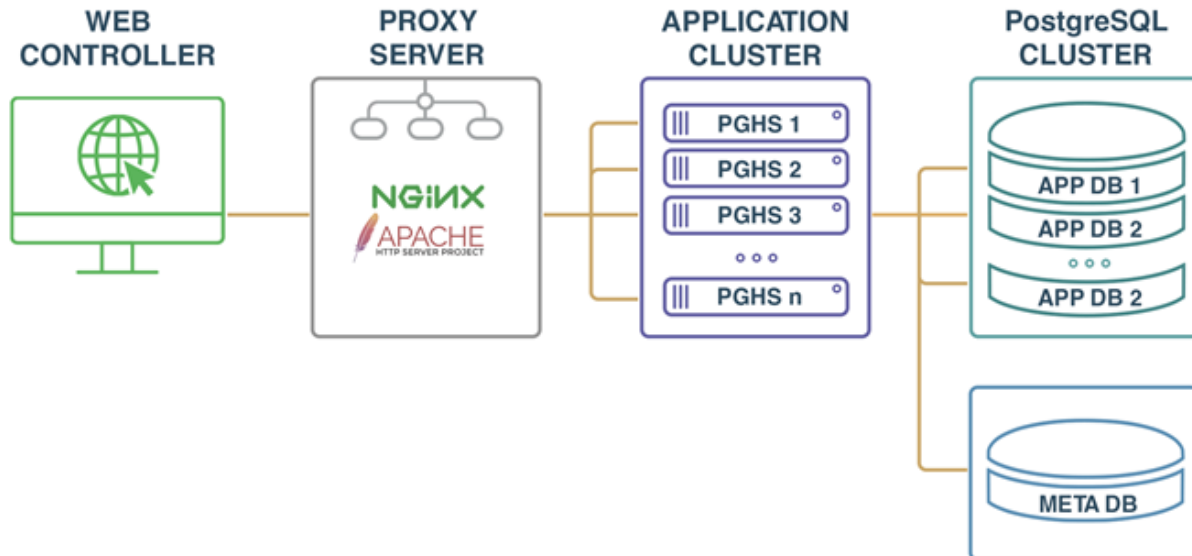 WEB
CONTROLLER
PROXY
SERVER
APPLICATION
CLUSTER
PostgreSQL
CLUSTER
NGINX
APACHE
HTTP SERVER PROJECT
PGHS 1
PGHS 2
PGHS 3
PGHS n
APP DB 1
APP DB 2
APP DB 2
META DB